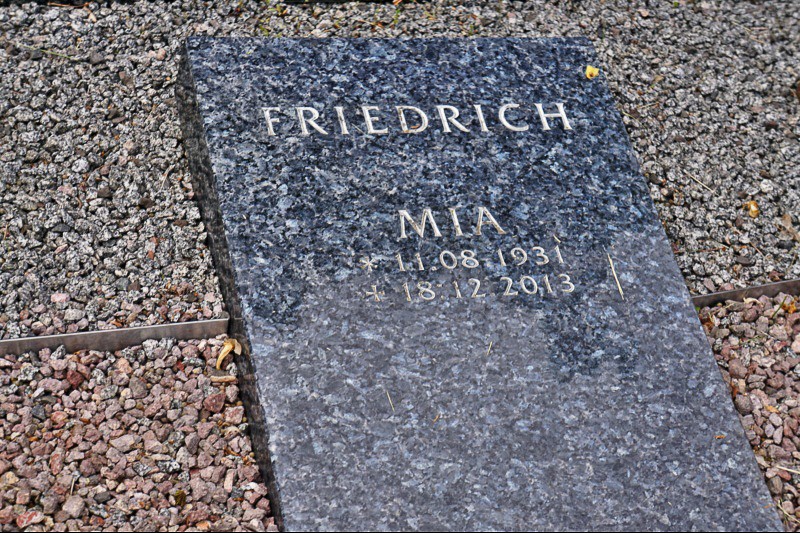 FRIEDRICH
MIA
* 11.08.1931
+ 18.12.2013